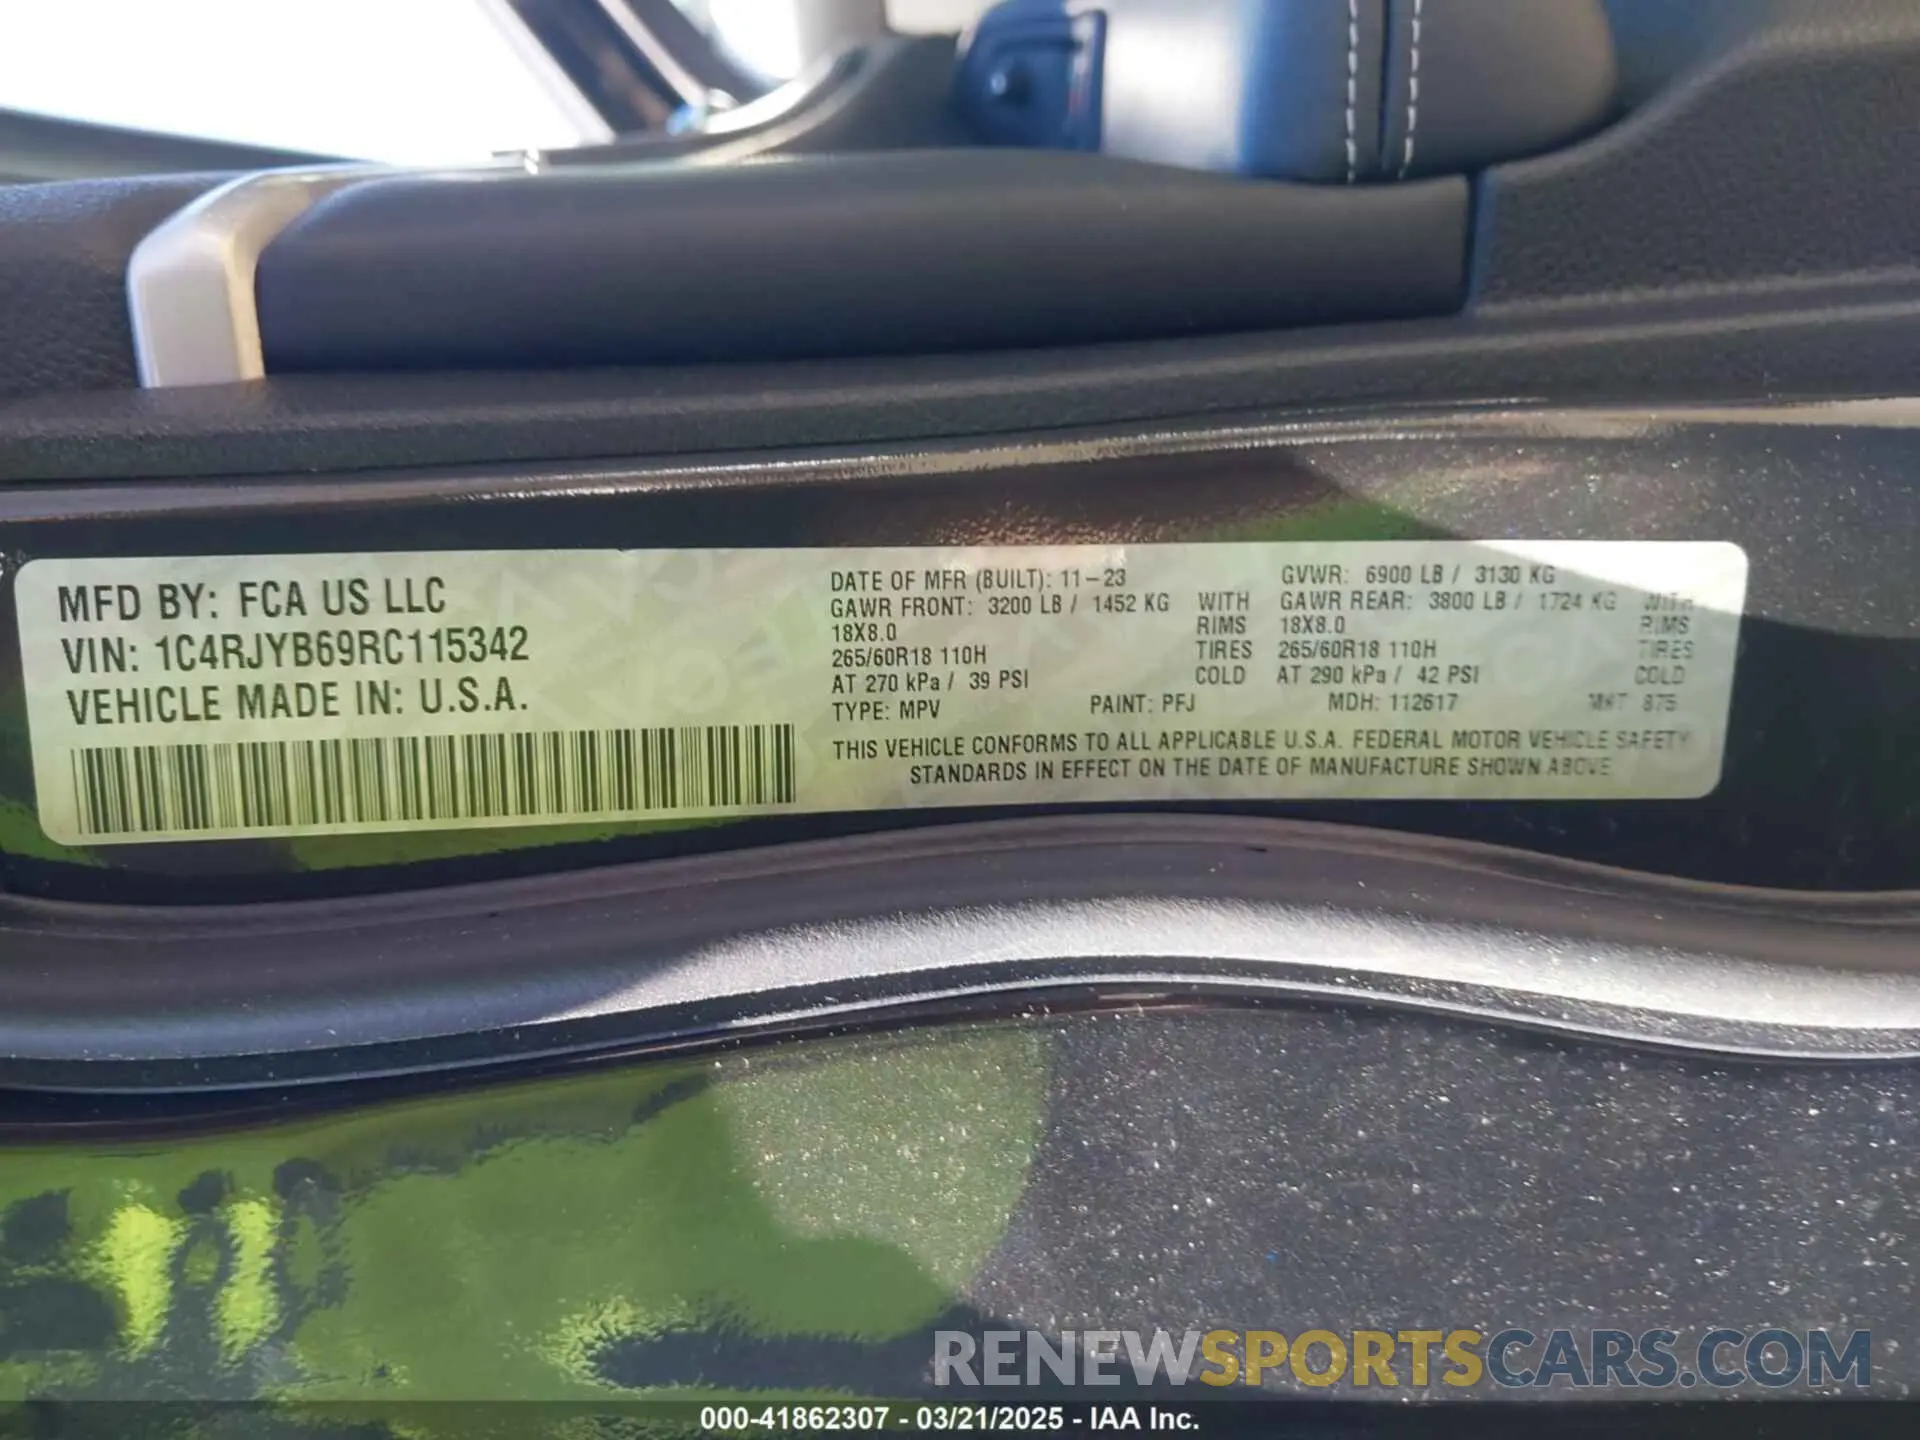 MFD BY: FCA US LLC
VIN: 1C4RJYB69RC115342
VEHICLE MADE IN: U.S.A.
DATE OF MFR (BUILT): 11-23 GVWR: 6900 LB / 3130 KG
GAWR FRONT: 3200 LB / 1452 KG WITH GAWR REAR: 3800 LB / 1724 KG WITH
18X8.0 RIMS 18X8.0 RIMS
265/60R18 110H TIRES 265/60R18 110H TIRES
AT 270 kPa / 39 PSI COLD AT 290 kPa / 42 PSI COLD
TYPE: MPV PAINT: PFJ MDH: 112617 875
THIS VEHICLE CONFORMS TO ALL APPLICABLE U.S.A. FEDERAL MOTOR VEHICLE SAFETY
STANDARDS IN EFFECT ON THE DATE OF MANUFACTURE SHOWN ABOVE
RENEWSPORTSCARS.COM
000-41862307 - 03/21/2025 - IAA Inc.